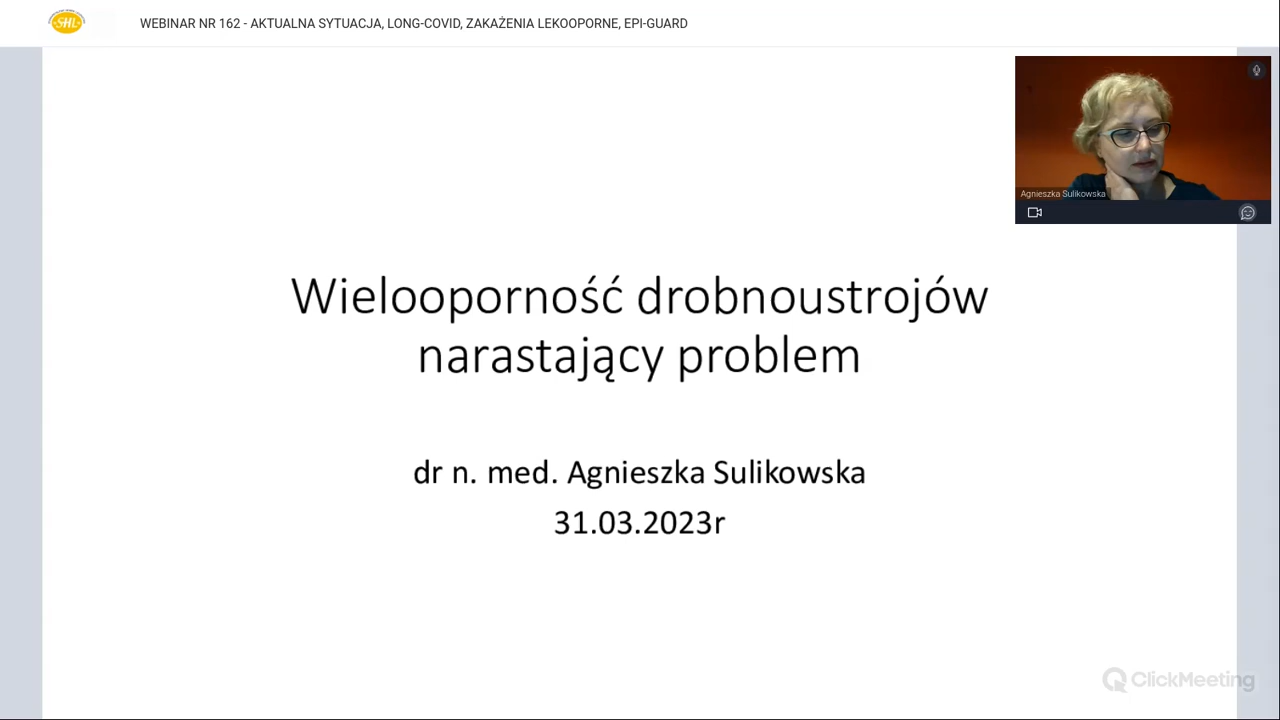 SHL
WEBINAR NR 162 - AKTUALNA SYTUACJA, LONG-COVID, ZAKAŻENIA LEKOOPORNE, EPI-GUARD
Agnieszka Sulikowska
Wielooporność drobnoustrojów
narastający problem
dr n. med. Agnieszka Sulikowska
31.03.2023r
ClickMeeting